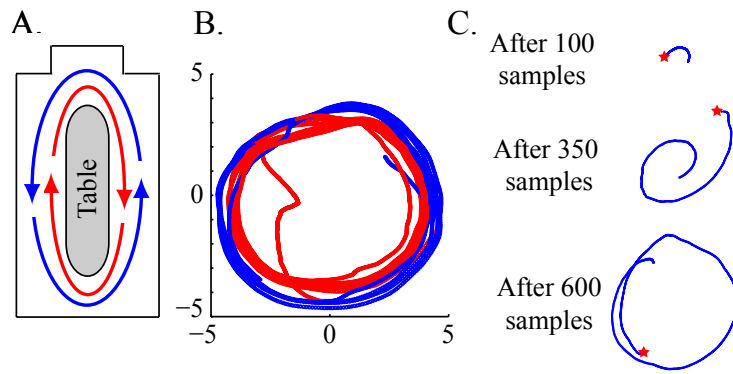 A.
Table
B.
5
0
−5
−5
0
5
C.
After 100
samples
After 350
samples
After 600
samples